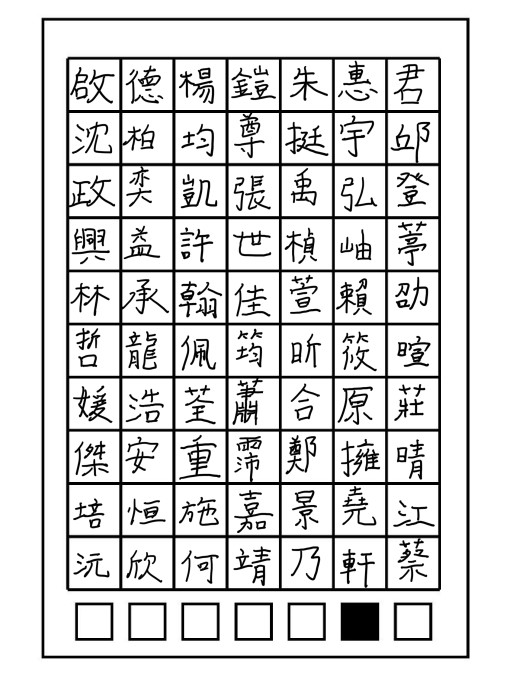 啟德楊鎧朱惠君
沈柏均尊挺宇邱
政奕凱張禹弘登
興益許世楨岫葶
林承翰佳萱賴劭
哲龍佩筠昕筱暄
媛浩荃蕭合原莊
傑安重霈鄭擁晴
培恒施嘉景堯江
沅欣何靖乃軒蔡